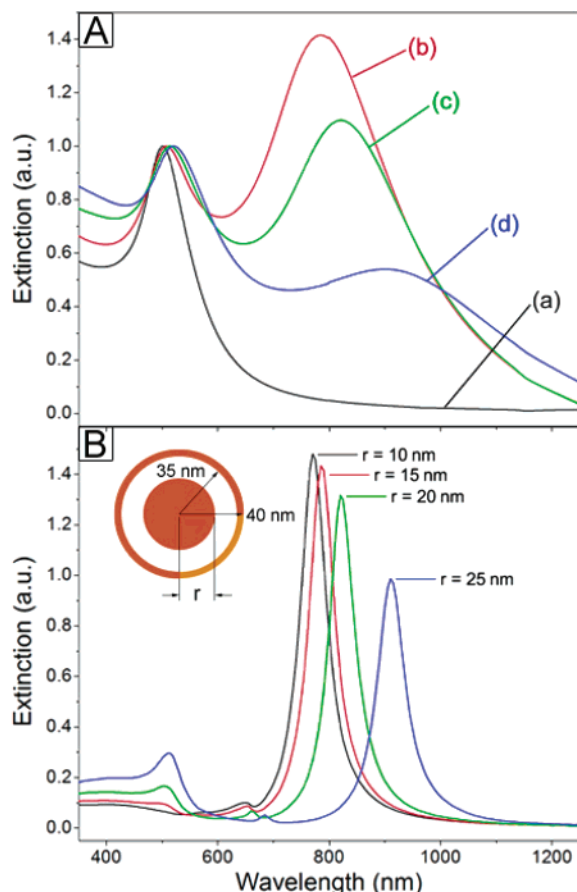 A
Extinction (a.u.)
1.4
1.2
1.0
0.8
0.6
0.4
0.2
0.0
(b)
(c)
(d)
(a)
B
Extinction (a.u.)
1.4
1.2
1.0
0.8
0.6
0.4
0.2
0.0
35 nm
40 nm
r
r = 10 nm
r = 15 nm
r = 20 nm
r = 25 nm
400 600 800 1000 1200
Wavelength (nm)